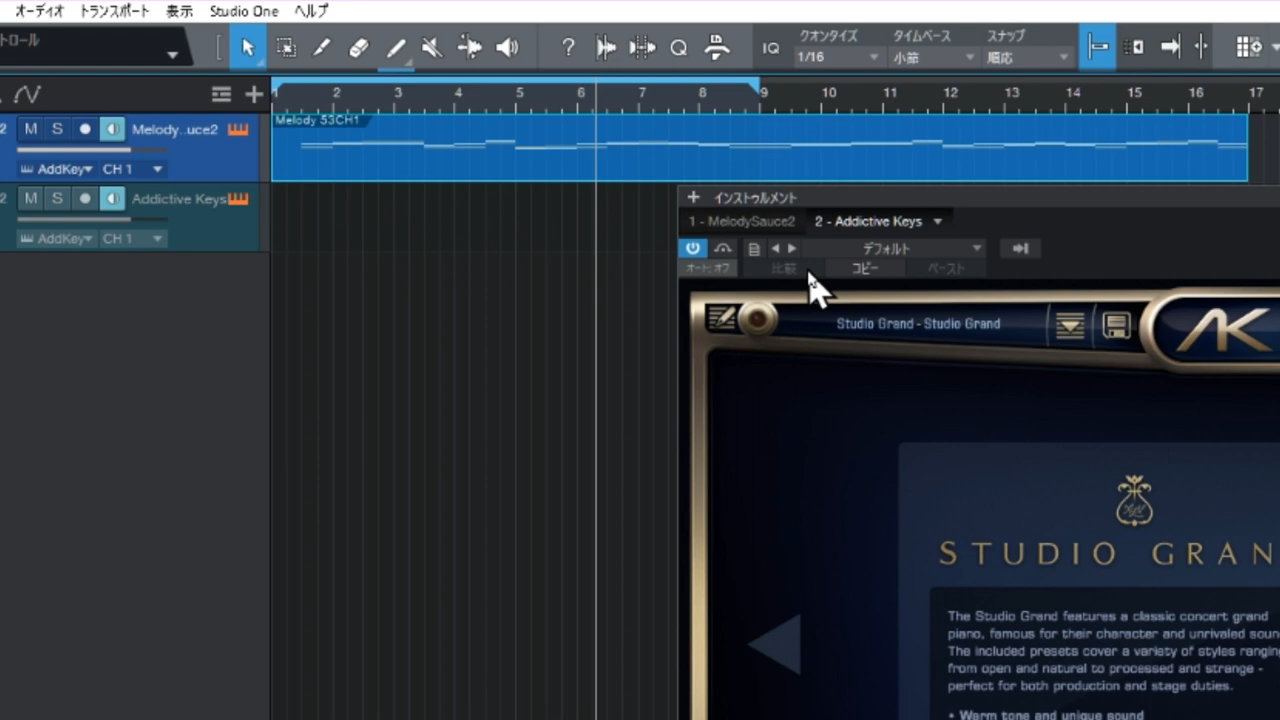 オーディオ トランスポート 表示 Studio One ヘルプ
トロール
IQ クオンタイズ タイムベース スナップ
1/16 小節 順応
1 2 3 4 5 6 7 8 9 10 11 12 13 14 15 16 17
2 M S Melody..uce2
AddKey CH 1
Melody 53CH1
2 M S Addictive Keys
AddKey CH 1
インストゥルメント
1 - MelodySauce2 2 - Addictive Keys
デフォルト
オート:オフ 比較 コピー ペースト
Studio Grand - Studio Grand
AK
STUDIO GRAN
The Studio Grand features a classic concert grand
piano, famous for their character and unrivaled soun
The included presets cover a variety of styles rangin
from open and natural to processed and strange -
perfect for both production and stage duties.
• Warm tone and unique sound